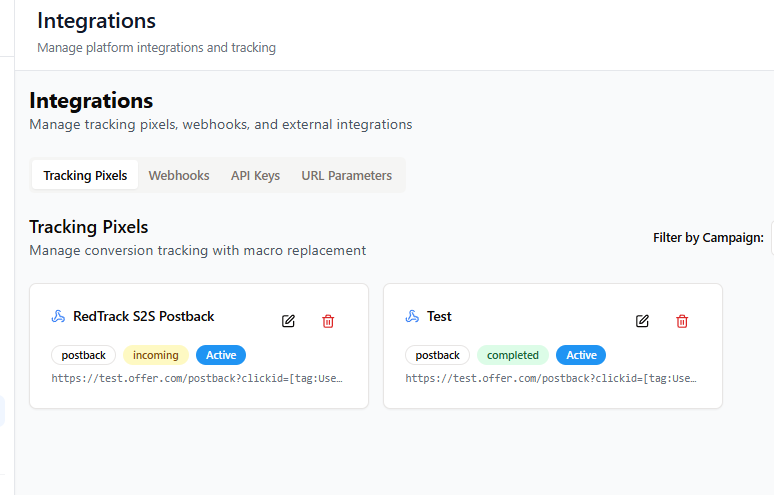 Integrations
Manage platform integrations and tracking
Integrations
Manage tracking pixels, webhooks, and external integrations
Tracking Pixels Webhooks API Keys URL Parameters
Tracking Pixels
Manage conversion tracking with macro replacement
Filter by Campaign:
RedTrack S2S Postback
postback incoming Active
https://test.offer.com/postback?clickid=[tag:Use…
Test
postback completed Active
https://test.offer.com/postback?clickid=[tag:Use…